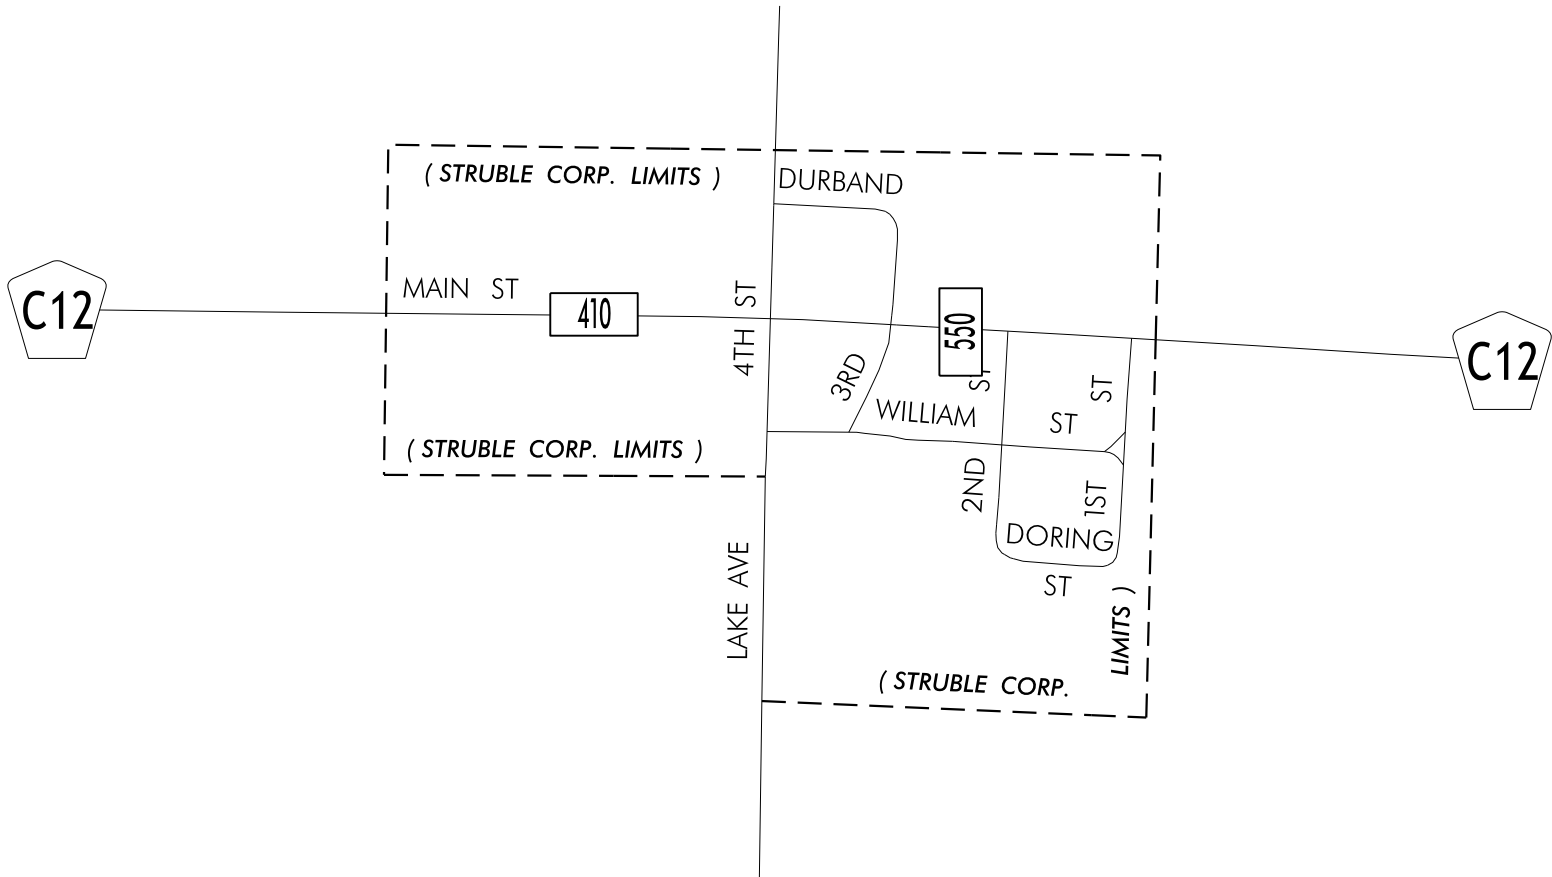 ( STRUBLE CORP. LIMITS )
DURBAND
C12
MAIN ST
410
4TH ST
550
C12
3RD
ST
WILLIAM ST
ST
( STRUBLE CORP. LIMITS )
2ND
1ST
DORING
ST
LAKE AVE
( STRUBLE CORP.
LIMITS )